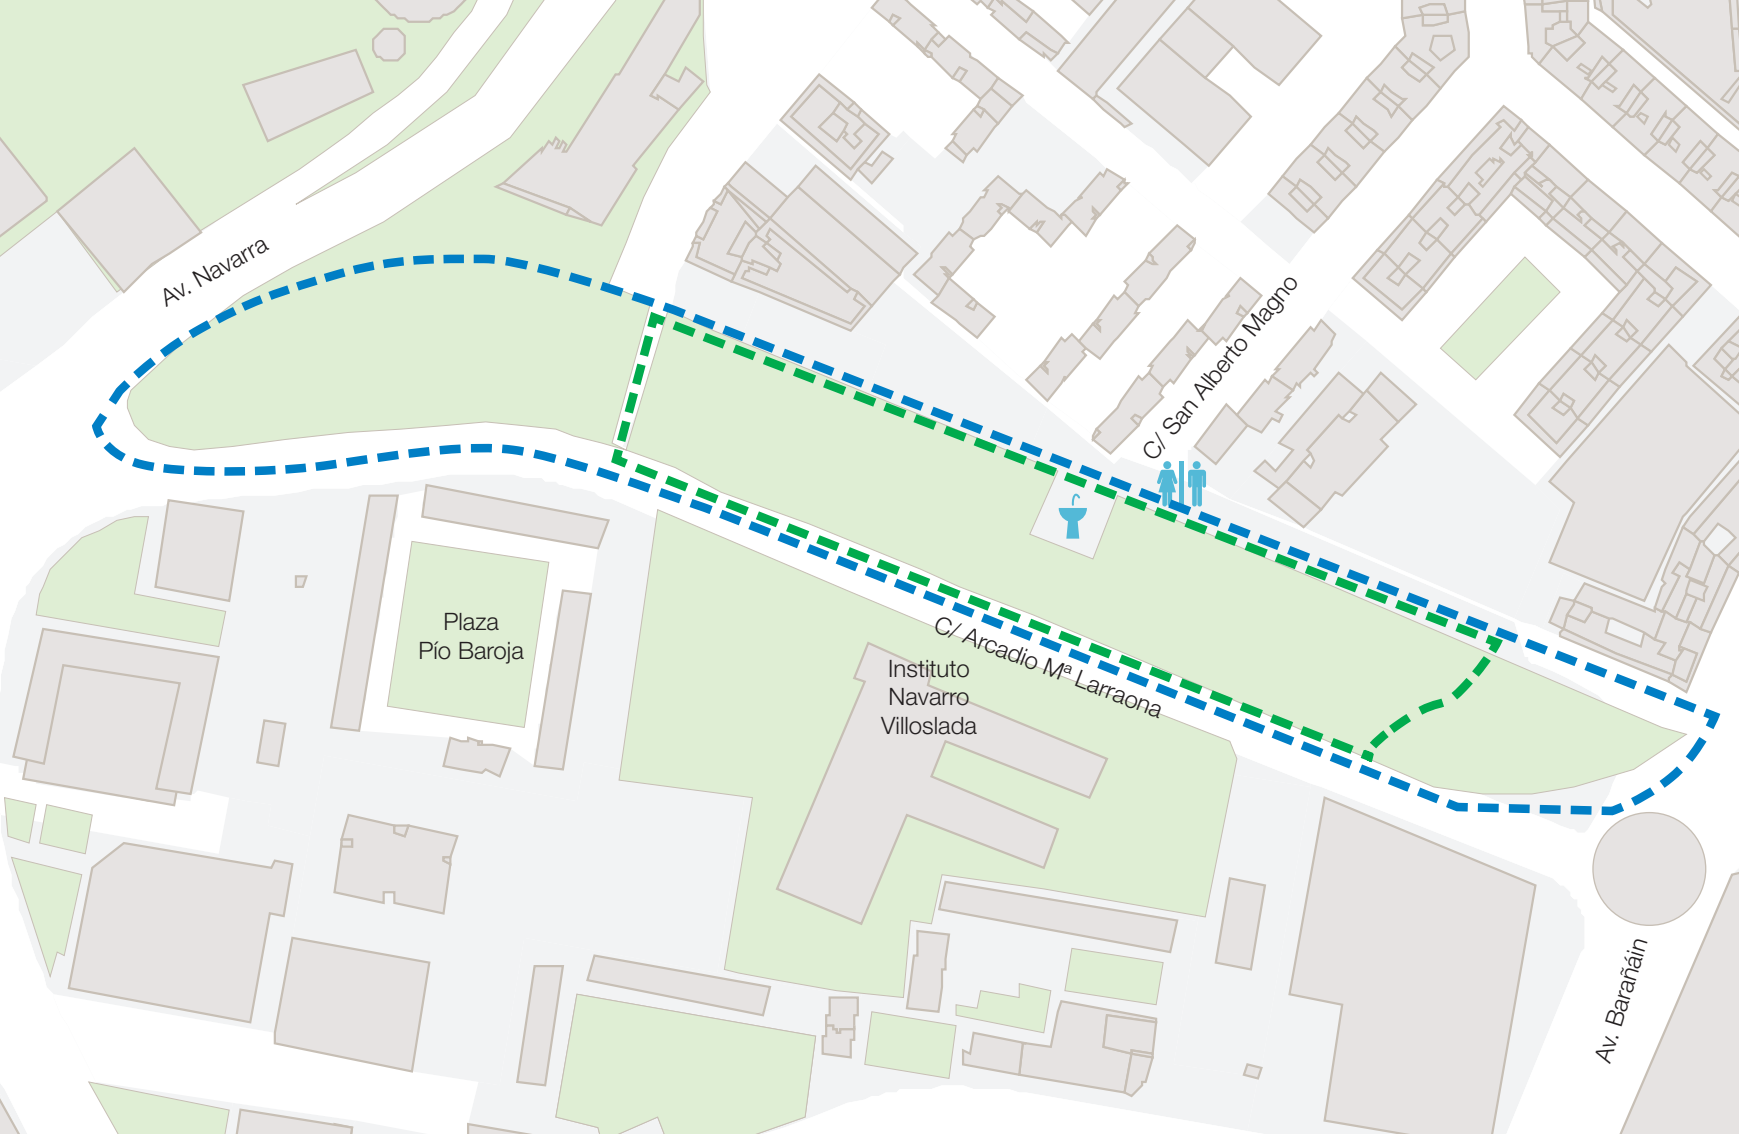 Av. Navarra
C/ San Alberto Magno
Plaza
Pío Baroja
C/ Arcadio Mª Larraona
Instituto
Navarro
Villoslada
Av. Barañáin